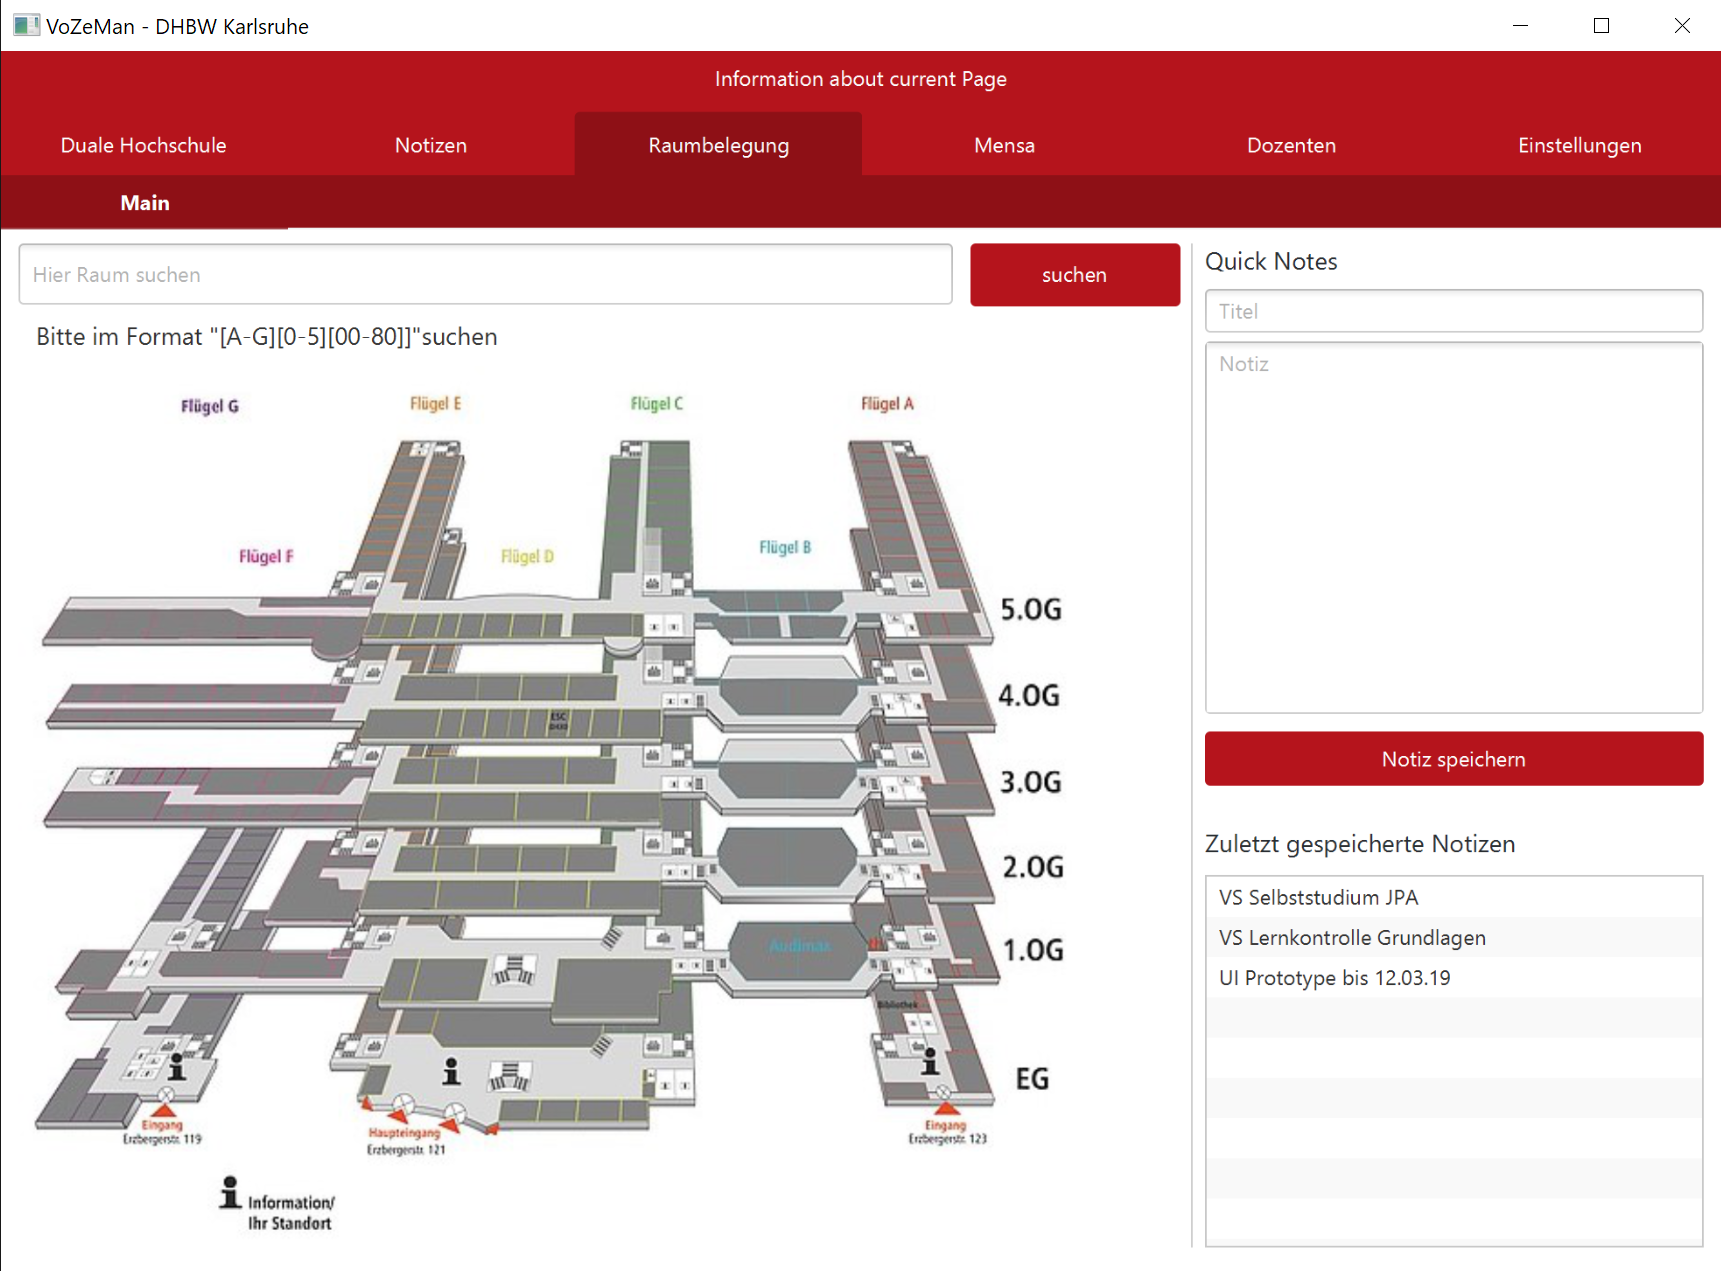 VoZeMan - DHBW Karlsruhe
Information about current Page
Duale Hochschule
Notizen
Raumbelegung
Mensa
Dozenten
Einstellungen
Main
Hier Raum suchen
suchen
Bitte im Format "[A-G][0-5][00-80]]"suchen
Flügel G
Flügel E
Flügel C
Flügel A
Flügel F
Flügel D
Flügel B
5.OG
4.OG
ESC
3.OG
2.OG
1.OG
Audimax
Bibliothek
EG
Eingang
Erzbergerstr. 119
Haupteingang
Erzbergerstr. 121
Eingang
Erzbergerstr. 123
Information/
Ihr Standort
Quick Notes
Titel
Notiz
Notiz speichern
Zuletzt gespeicherte Notizen
VS Selbststudium JPA
VS Lernkontrolle Grundlagen
UI Prototype bis 12.03.19